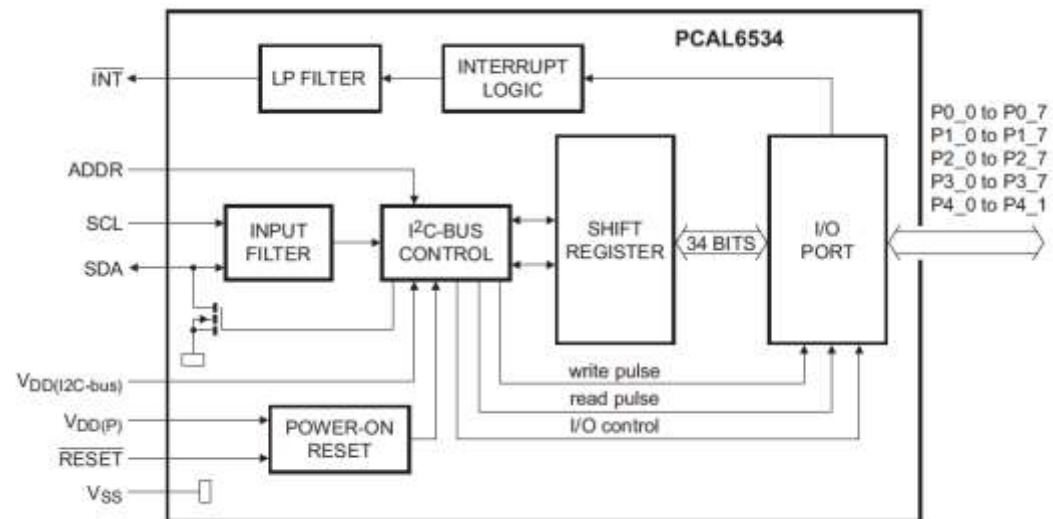 PCAL6534
INT
LP FILTER
INTERRUPT
LOGIC
P0_0 to P0_7
P1_0 to P1_7
P2_0 to P2_7
P3_0 to P3_7
P4_0 to P4_1
ADDR
SCL
SDA
INPUT
FILTER
I²C-BUS
CONTROL
SHIFT
REGISTER
34 BITS
I/O
PORT
write pulse
read pulse
I/O control
VDD(I2C-bus)
VDD(P)
RESET
POWER-ON
RESET
VSS